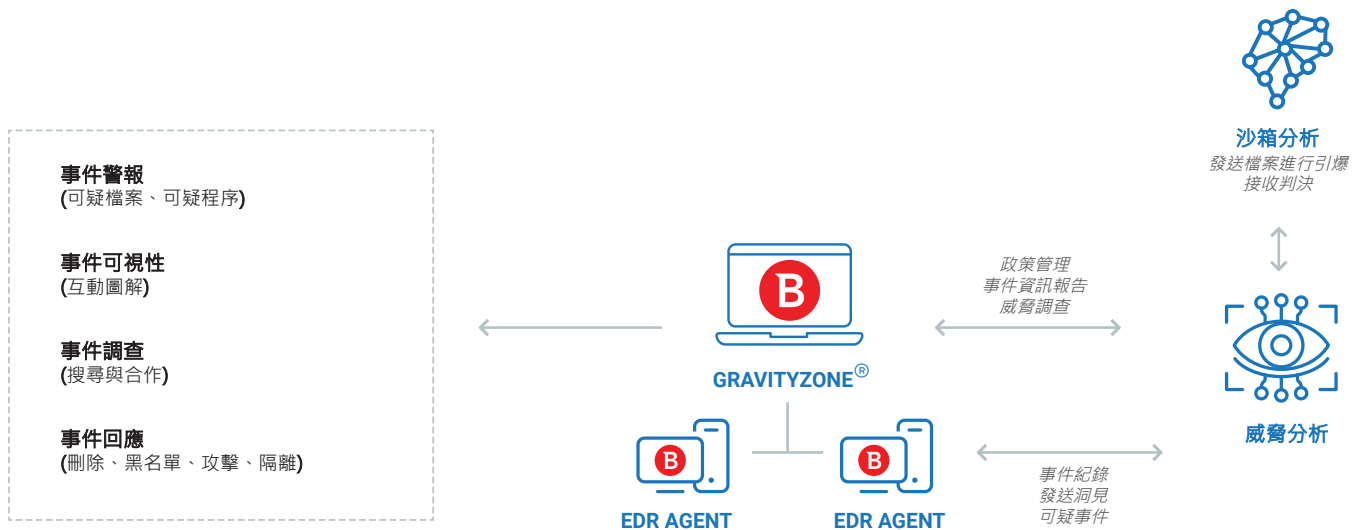 沙箱分析
發送檔案進行引爆
接收判決
事件警報
(可疑檔案、可疑程序)
事件可視性
(互動圖解)
事件調查
(搜尋與合作)
事件回應
(刪除、黑名單、攻擊、隔離)
B
GRAVITYZONE®
政策管理
事件資訊報告
威脅調查
威脅分析
B
EDR AGENT
B
EDR AGENT
事件紀錄
發送洞見
可疑事件